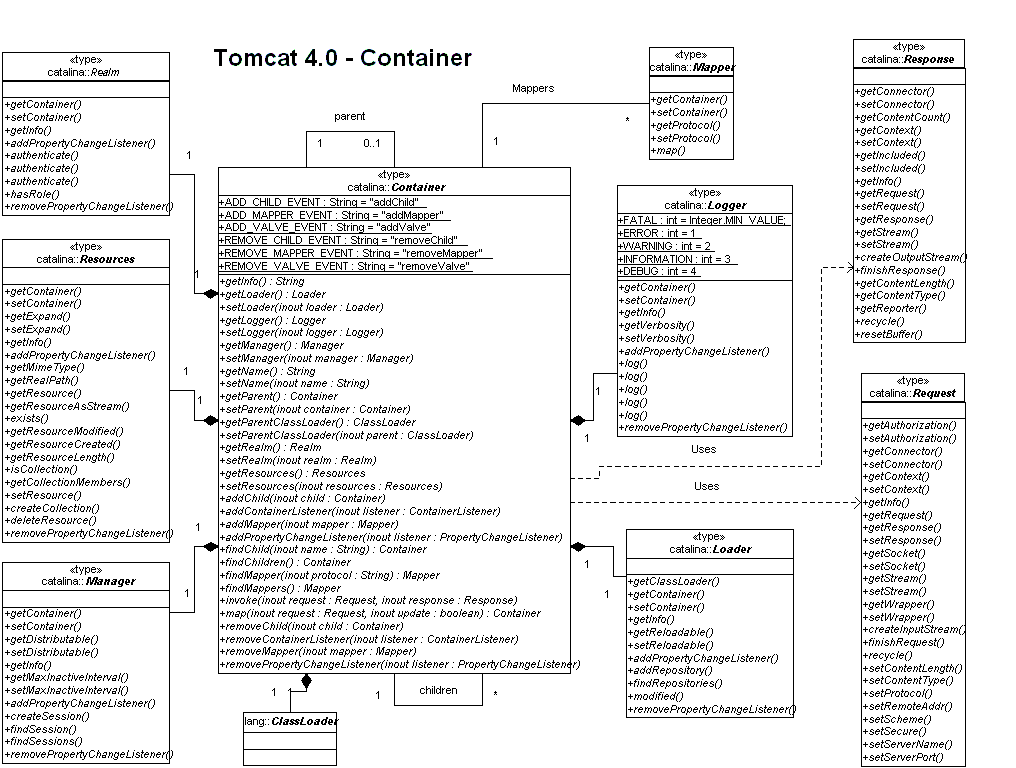 Tomcat 4.0 - Container
«type»
catalina::Realm
+getContainer()
+setContainer()
+getInfo()
+addPropertyChangeListener()
+authenticate()
+authenticate()
+authenticate()
+hasRole()
+removePropertyChangeListener()
1
1
«type»
catalina::Resources
+getContainer()
+setContainer()
+getExpand()
+setExpand()
+getInfo()
+addPropertyChangeListener()
+getMimeType()
+getRealPath()
+getResource()
+getResourceAsStream()
+exists()
+getResourceModified()
+getResourceCreated()
+getResourceLength()
+isCollection()
+getCollectionMembers()
+setResource()
+createCollection()
+deleteResource()
+removePropertyChangeListener()
1
1
«type»
catalina::Manager
+getContainer()
+setContainer()
+getDistributable()
+setDistributable()
+getInfo()
+getMaxInactiveInterval()
+setMaxInactiveInterval()
+addPropertyChangeListener()
+createSession()
+findSession()
+findSessions()
+removePropertyChangeListener()
1
1
parent
1 0..1
Mappers
1
*
«type»
catalina::Container
+ADD_CHILD_EVENT : String = "addChild"
+ADD_MAPPER_EVENT : String = "addMapper"
+ADD_VALVE_EVENT : String = "addValve"
+REMOVE_CHILD_EVENT : String = "removeChild"
+REMOVE_MAPPER_EVENT : String = "removeMapper"
+REMOVE_VALVE_EVENT : String = "removeValve"
+getInfo() : String
+getLoader() : Loader
+setLoader(inout loader : Loader)
+getLogger() : Logger
+setLogger(inout logger : Logger)
+getManager() : Manager
+setManager(inout manager : Manager)
+getName() : String
+setName(inout name : String)
+getParent() : Container
+setParent(inout container : Container)
+getParentClassLoader() : ClassLoader
+setParentClassLoader(inout parent : ClassLoader)
+getRealm() : Realm
+setRealm(inout realm : Realm)
+getResources() : Resources
+setResources(inout resources : Resources)
+addChild(inout child : Container)
+addContainerListener(inout listener : ContainerListener)
+addMapper(inout mapper : Mapper)
+addPropertyChangeListener(inout listener : PropertyChangeListener)
+findChild(inout name : String) : Container
+findChildren() : Container
+findMapper(inout protocol : String) : Mapper
+findMappers() : Mapper
+invoke(inout request : Request, inout response : Response)
+map(inout request : Request, inout update : boolean) : Container
+removeChild(inout child : Container)
+removeContainerListener(inout listener : ContainerListener)
+removeMapper(inout mapper : Mapper)
+removePropertyChangeListener(inout listener : PropertyChangeListener)
1 1
1 children *
lang::ClassLoader
«type»
catalina::Mapper
+getContainer()
+setContainer()
+getProtocol()
+setProtocol()
+map()
«type»
catalina::Logger
+FATAL : int = Integer.MIN_VALUE;
+ERROR : int = 1
+WARNING : int = 2
+INFORMATION : int = 3
+DEBUG : int = 4
+getContainer()
+setContainer()
+getInfo()
+getVerbosity()
+setVerbosity()
+addPropertyChangeListener()
+log()
+log()
+log()
+log()
+log()
+removePropertyChangeListener()
1
1
Uses
Uses
«type»
catalina::Loader
+getClassLoader()
+getContainer()
+setContainer()
+getInfo()
+getReloadable()
+setReloadable()
+addPropertyChangeListener()
+addRepository()
+findRepositories()
+modified()
+removePropertyChangeListener()
1
1
«type»
catalina::Response
+getConnector()
+setConnector()
+getContentCount()
+getContext()
+setContext()
+getIncluded()
+setIncluded()
+getInfo()
+getRequest()
+setRequest()
+getResponse()
+getStream()
+setStream()
+createOutputStream()
+finishResponse()
+getContentLength()
+getContentType()
+getReporter()
+recycle()
+resetBuffer()
«type»
catalina::Request
+getAuthorization()
+setAuthorization()
+getConnector()
+setConnector()
+getContext()
+setContext()
+getInfo()
+getRequest()
+getResponse()
+setResponse()
+getSocket()
+setSocket()
+getStream()
+setStream()
+getWrapper()
+setWrapper()
+createInputStream()
+finishRequest()
+recycle()
+setContentLength()
+setContentType()
+setProtocol()
+setRemoteAddr()
+setScheme()
+setSecure()
+setServerName()
+setServerPort()